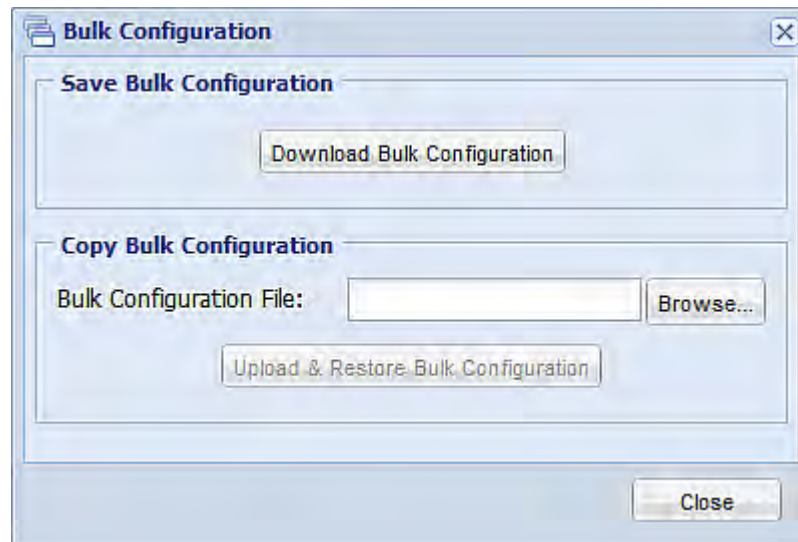 Bulk Configuration
Save Bulk Configuration
Download Bulk Configuration
Copy Bulk Configuration
Bulk Configuration File:
Browse...
Upload & Restore Bulk Configuration
Close